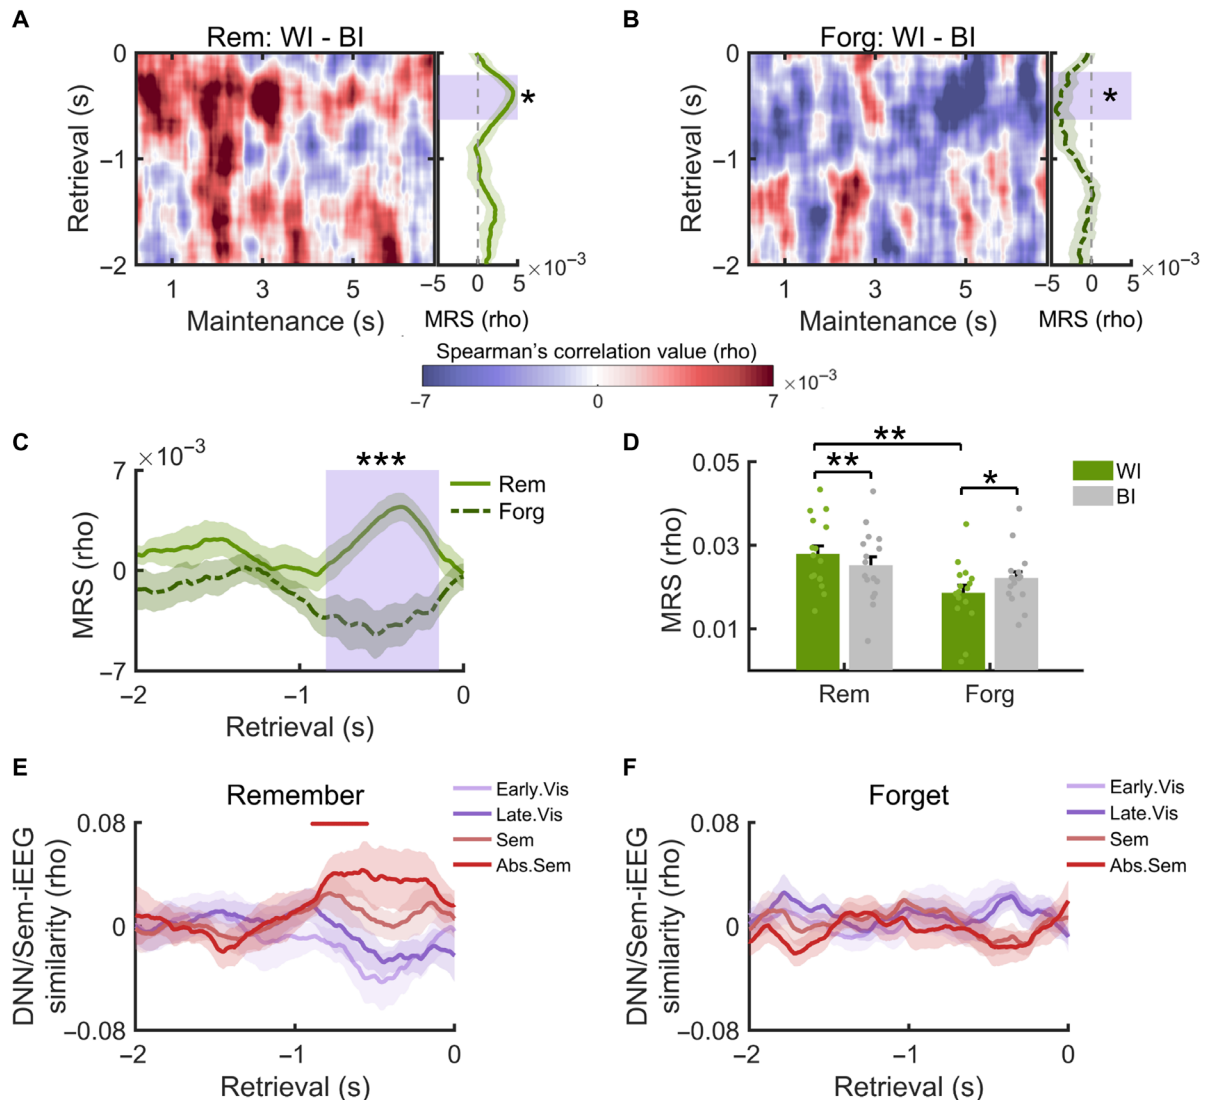 A
Rem: WI - BI
0
−1
−2
Retrieval (s)
1
3
5
Maintenance (s)
*
−5
0
5
×10−3
MRS (rho)
B
Forg: WI - BI
0
−1
−2
Retrieval (s)
1
3
5
Maintenance (s)
*
−5
0
5
×10−3
MRS (rho)
Spearman's correlation value (rho)
−7
0
7
×10−3
C
×10−3
7
0
−7
MRS (rho)
***
Rem
Forg
−2
−1
0
Retrieval (s)
D
0.05
0.03
0.01
MRS (rho)
**
**
*
WI
BI
Rem
Forg
E
Remember
Early.Vis
Late.Vis
Sem
Abs.Sem
0.08
0
−0.08
DNN/Sem-iEEG
similarity (rho)
−2
−1
0
Retrieval (s)
F
Forget
Early.Vis
Late.Vis
Sem
Abs.Sem
0.08
0
−0.08
DNN/Sem-iEEG
similarity (rho)
−2
−1
0
Retrieval (s)